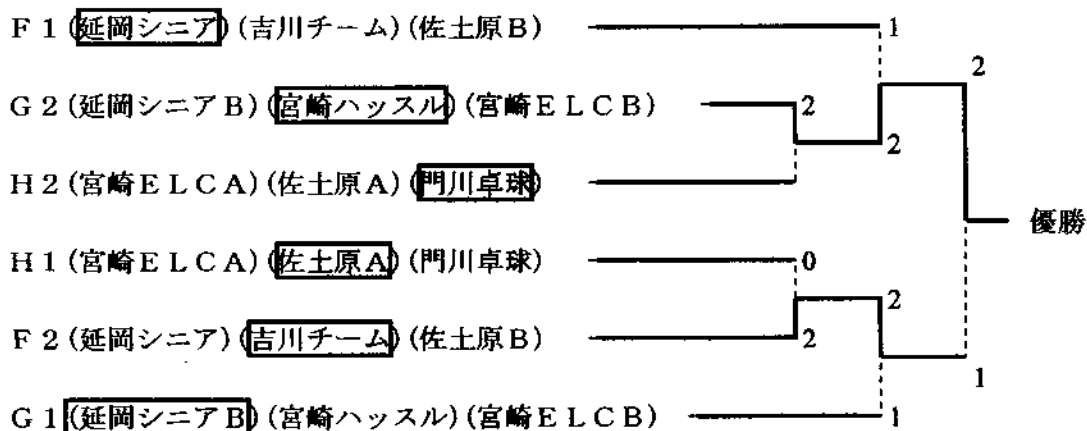 F1(延岡シニア)(吉川チーム)(佐土原B) 1
2
G2(延岡シニアB)(宮崎ハッスル)(宮崎ELCB) 2
2
H2(宮崎ELCA)(佐土原A)(門川卓球)
優勝
H1(宮崎ELCA)(佐土原A)(門川卓球) 0
2
F2(延岡シニア)(吉川チーム)(佐土原B) 2
1
G1(延岡シニアB)(宮崎ハッスル)(宮崎ELCB) 1